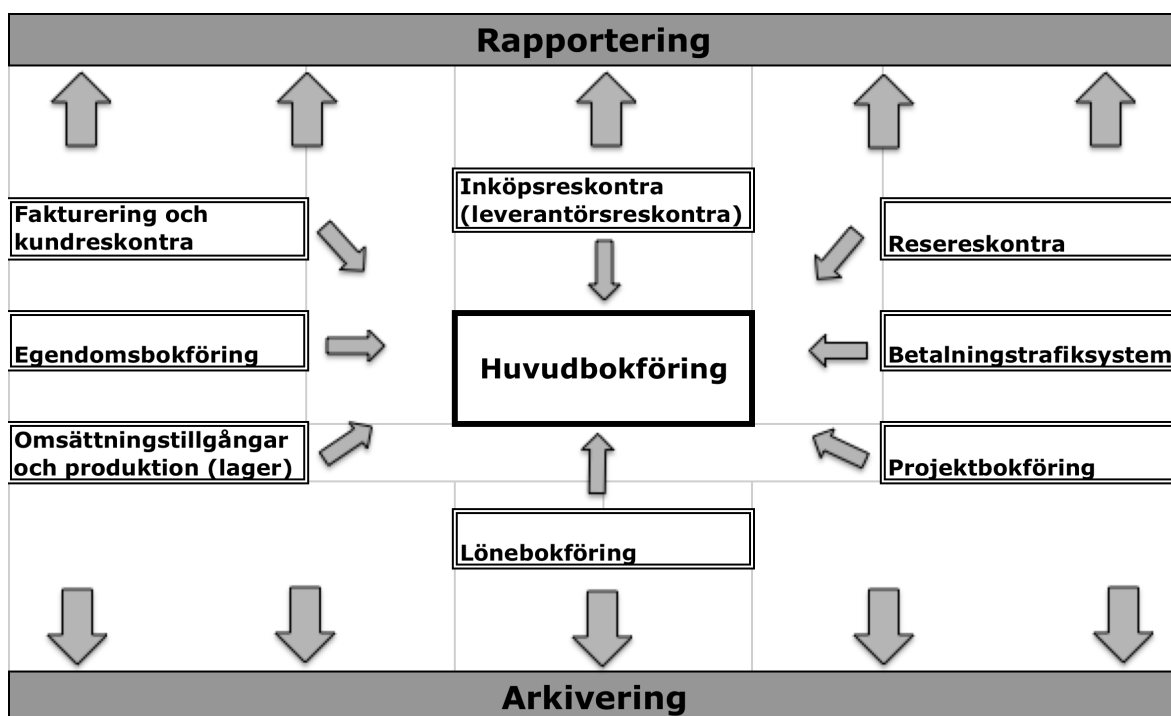 Rapportering
Inköpsreskontra
(leverantörsreskontra)
Fakturering och
kundreskontra
Resereskontra
Egendomsbokföring
Huvudbokföring
Betalningstrafiksystem
Omsättningstillgångar
och produktion (lager)
Projektbokföring
Lönebokföring
Arkivering